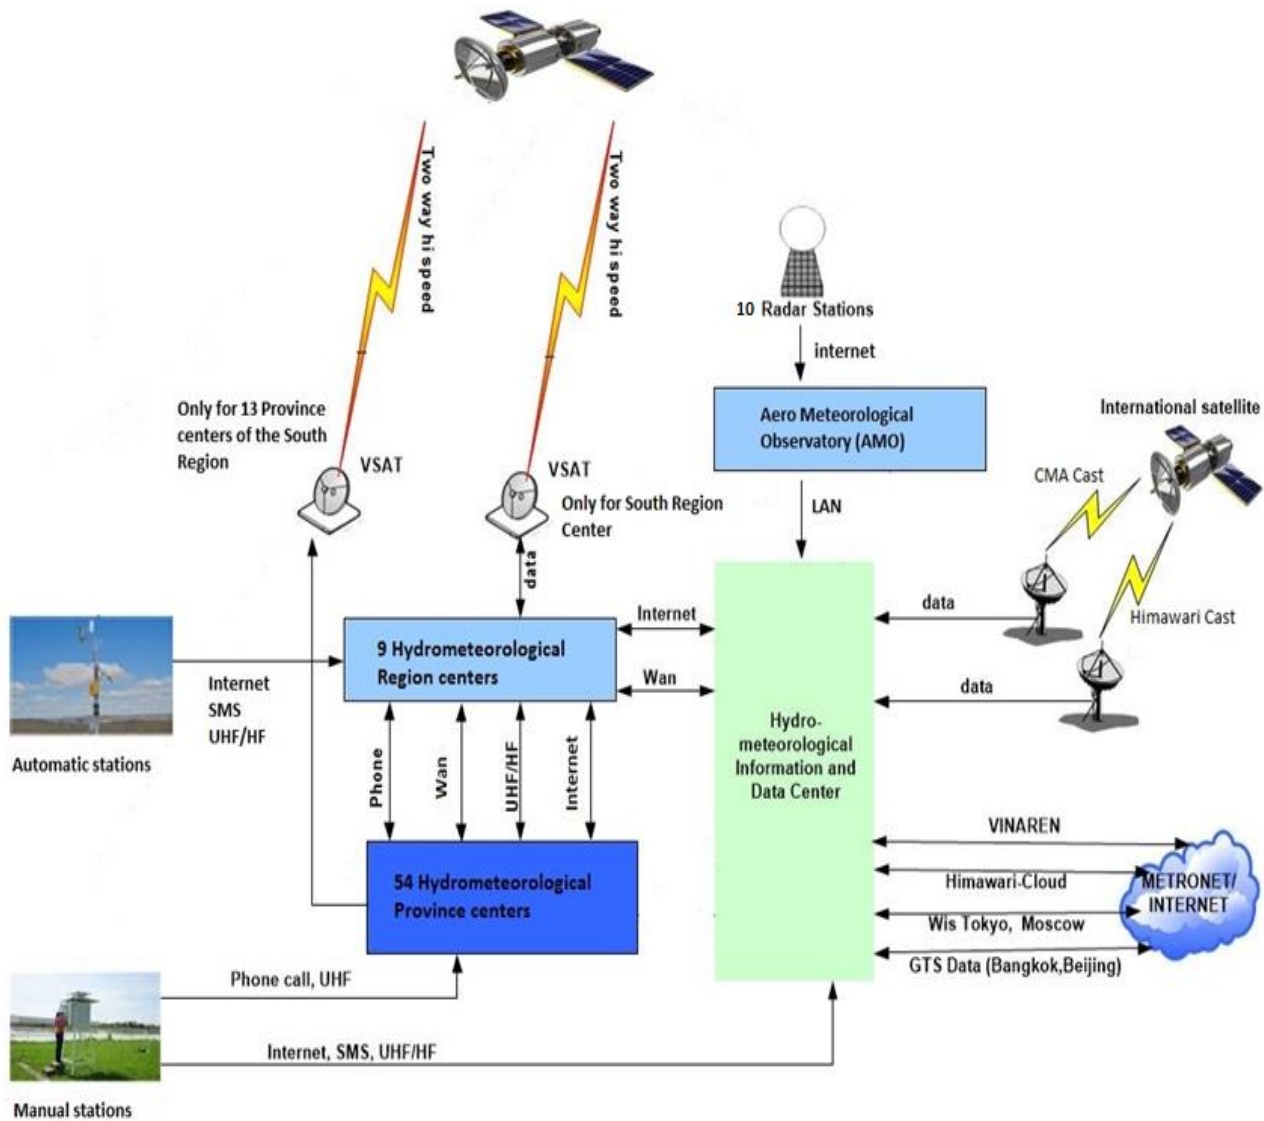 Two way hi speed
Two way hi speed
10 Radar Stations
internet
Aero Meteorological
Observatory (AMO)
LAN
International satellite
CMA Cast
Himawari Cast
Only for 13 Province
centers of the South
Region
VSAT
VSAT
Only for South Region
Center
data
data
data
Internet
Wan
9 Hydrometeorological
Region centers
Internet
SMS
UHF/HF
Automatic stations
Phone
Wan
UHF/HF
Internet
Hydro-
meteorological
Information and
Data Center
54 Hydrometeorological
Province centers
VINAREN
Himawari-Cloud
Wis Tokyo, Moscow
GTS Data (Bangkok,Beijing)
METRONET/
INTERNET
Phone call, UHF
Internet, SMS, UHF/HF
Manual stations